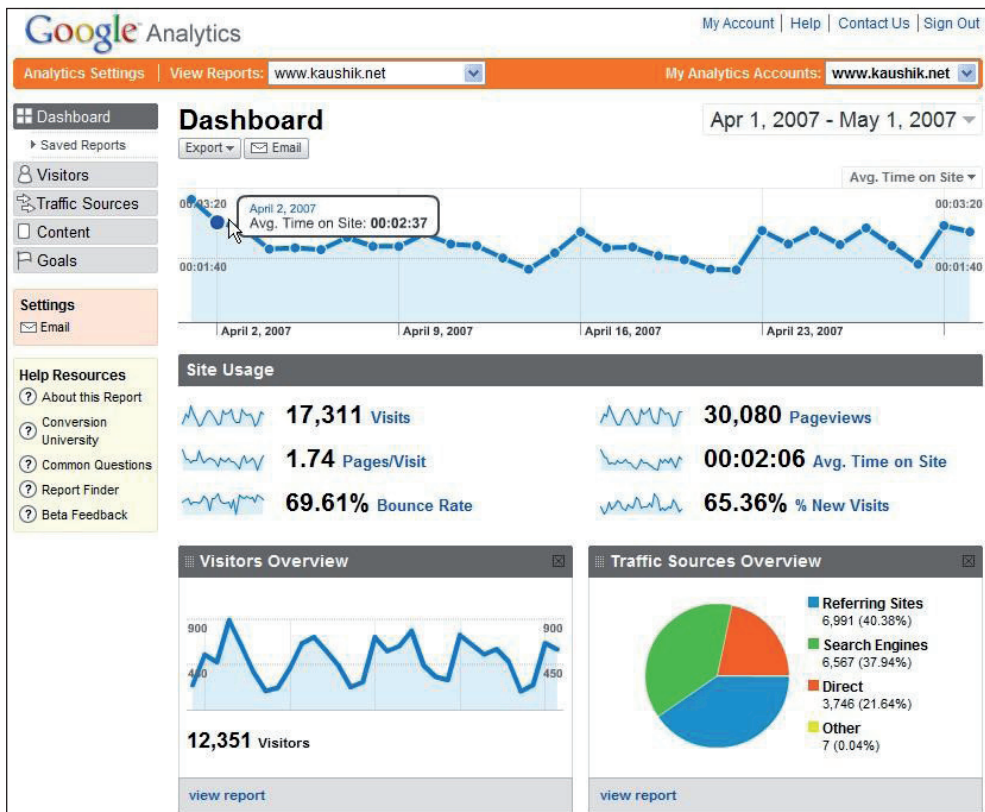 Google Analytics
My Account | Help | Contact Us | Sign Out
Analytics Settings | View Reports: www.kaushik.net
My Analytics Accounts: www.kaushik.net
Dashboard
Saved Reports
Visitors
Traffic Sources
Content
Goals
Settings
Email
Help Resources
? About this Report
? Conversion
University
? Common Questions
? Report Finder
? Beta Feedback
Dashboard
Apr 1, 2007 - May 1, 2007
Export Email
Avg. Time on Site
00:03:20
00:03:20
April 2, 2007
Avg. Time on Site: 00:02:37
00:01:40
00:01:40
April 2, 2007 April 9, 2007 April 16, 2007 April 23, 2007
Site Usage
17,311 Visits
30,080 Pageviews
1.74 Pages/Visit
00:02:06 Avg. Time on Site
69.61% Bounce Rate
65.36% % New Visits
Visitors Overview
900 900
450 450
12,351 Visitors
view report
Traffic Sources Overview
Referring Sites
6,991 (40.38%)
Search Engines
6,567 (37.94%)
Direct
3,746 (21.64%)
Other
7 (0.04%)
view report